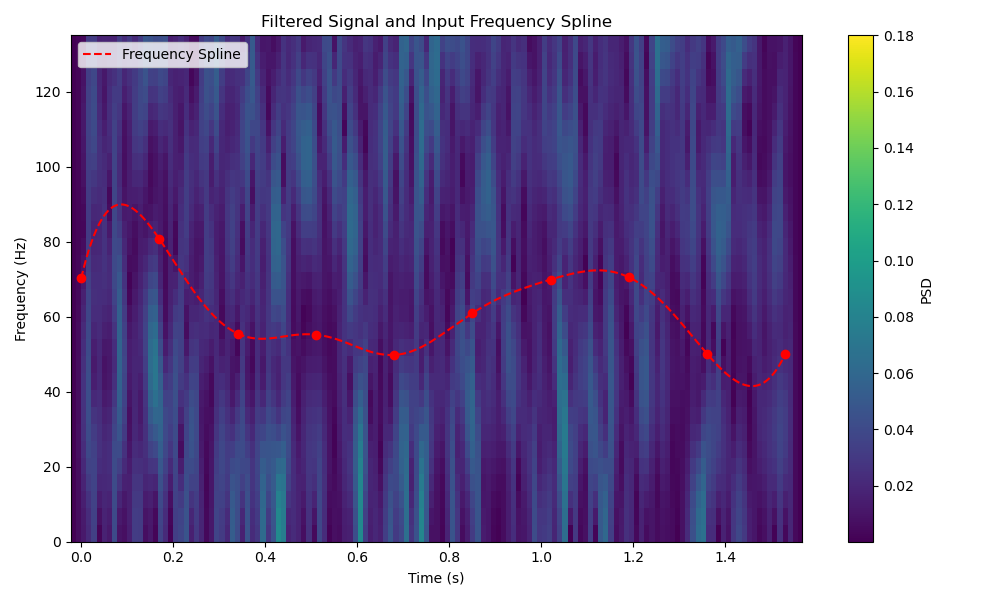 Filtered Signal and Input Frequency Spline
Frequency Spline
Frequency (Hz)
120
100
80
60
40
20
0
0.0 0.2 0.4 0.6 0.8 1.0 1.2 1.4
Time (s)
0.18
0.16
0.14
0.12
0.10
0.08
0.06
0.04
0.02
PSD